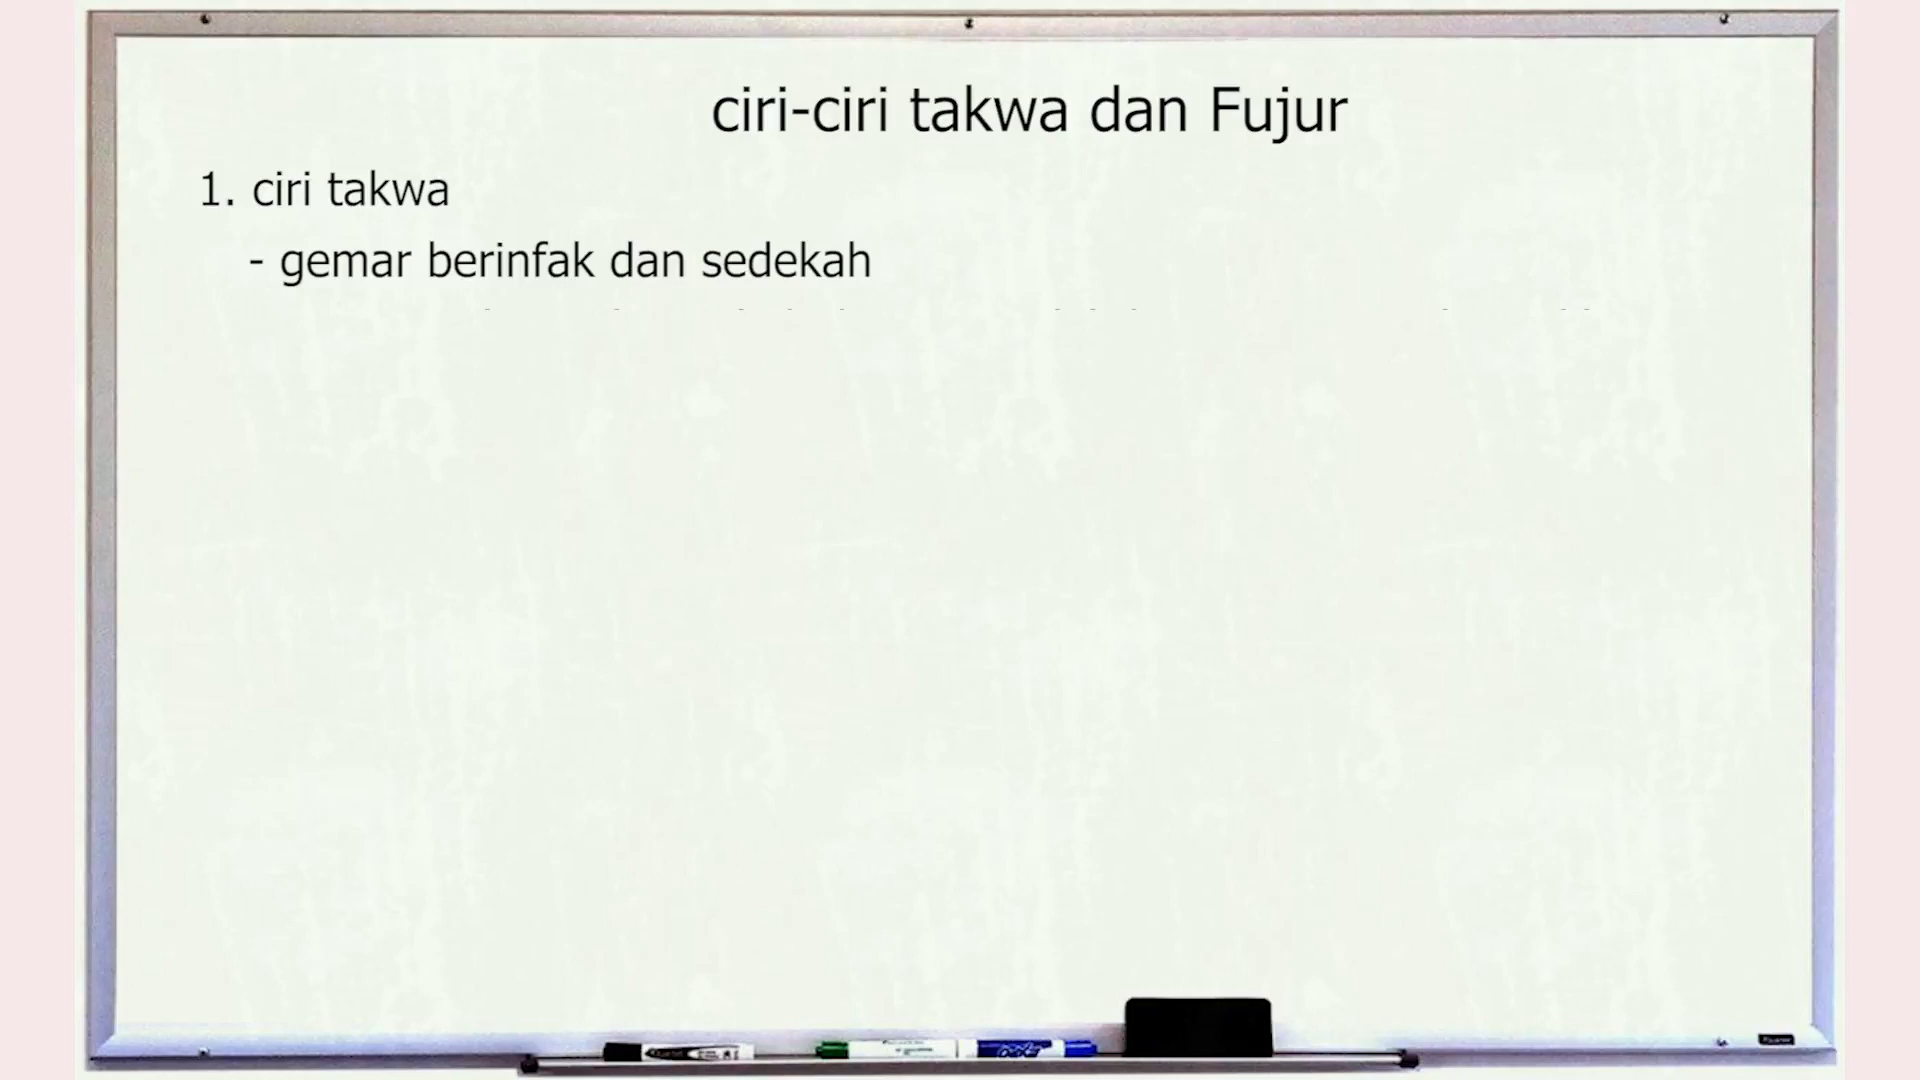 ciri-ciri takwa dan Fujur
1. ciri takwa
- gemar berinfak dan sedekah